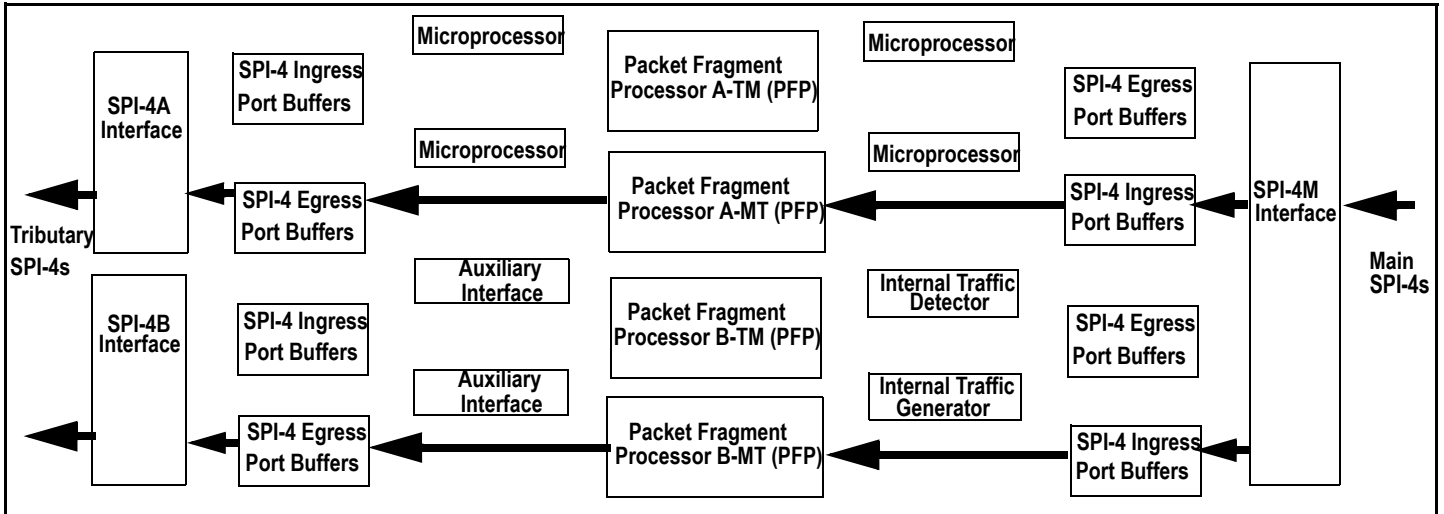 Microprocessor
Microprocessor
SPI-4 Ingress
Port Buffers
Packet Fragment
Processor A-TM (PFP)
SPI-4A
Interface
SPI-4 Egress
Port Buffers
Microprocessor
Microprocessor
SPI-4 Egress
Port Buffers
Packet Fragment
Processor A-MT (PFP)
SPI-4 Ingress
Port Buffers
SPI-4M
Interface
Tributary
SPI-4s
Main
SPI-4s
Auxiliary
Interface
Internal Traffic
Detector
SPI-4B
Interface
SPI-4 Ingress
Port Buffers
Packet Fragment
Processor B-TM (PFP)
SPI-4 Egress
Port Buffers
Auxiliary
Interface
Internal Traffic
Generator
SPI-4 Egress
Port Buffers
Packet Fragment
Processor B-MT (PFP)
SPI-4 Ingress
Port Buffers